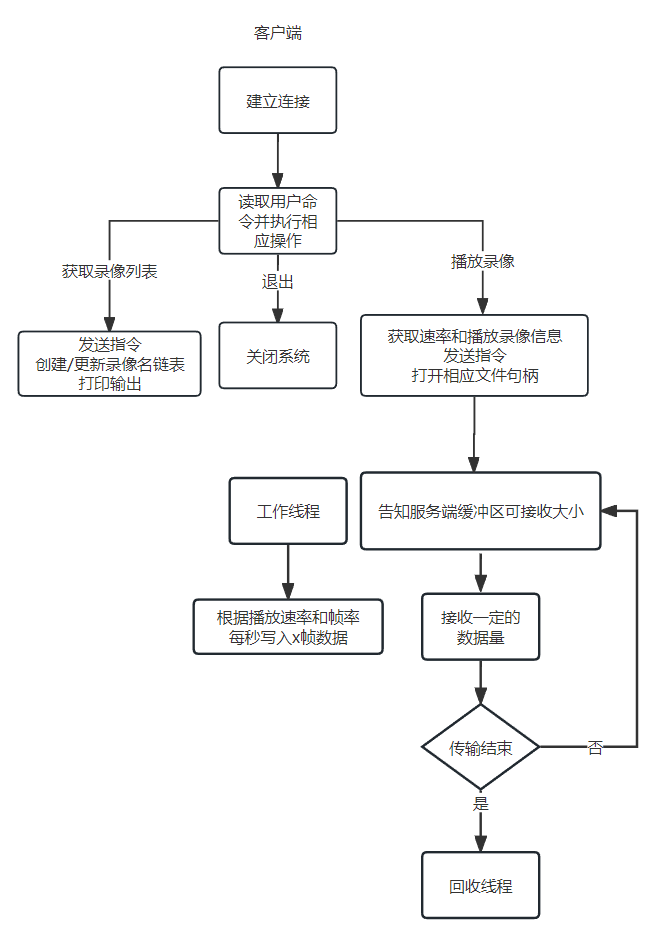 客户端
建立连接
读取用户命
令并执行相
应操作
获取录像列表
退出
播放录像
发送指令
创建/更新录像名链表
打印输出
关闭系统
获取速率和播放录像信息
发送指令
打开相应文件句柄
工作线程
告知服务端缓冲区可接收大小
根据播放速率和帧率
每秒写入x帧数据
接收一定的
数据量
传输结束
否
是
回收线程